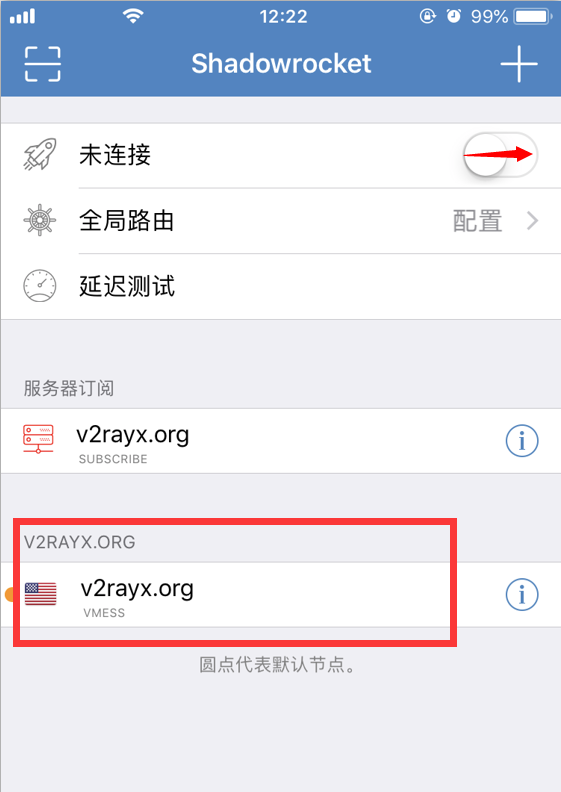 12:22
99%
Shadowrocket
未连接
全局路由
配置
延迟测试
服务器订阅
v2rayx.org
SUBSCRIBE
V2RAYX.ORG
v2rayx.org
VMESS
圆点代表默认节点。